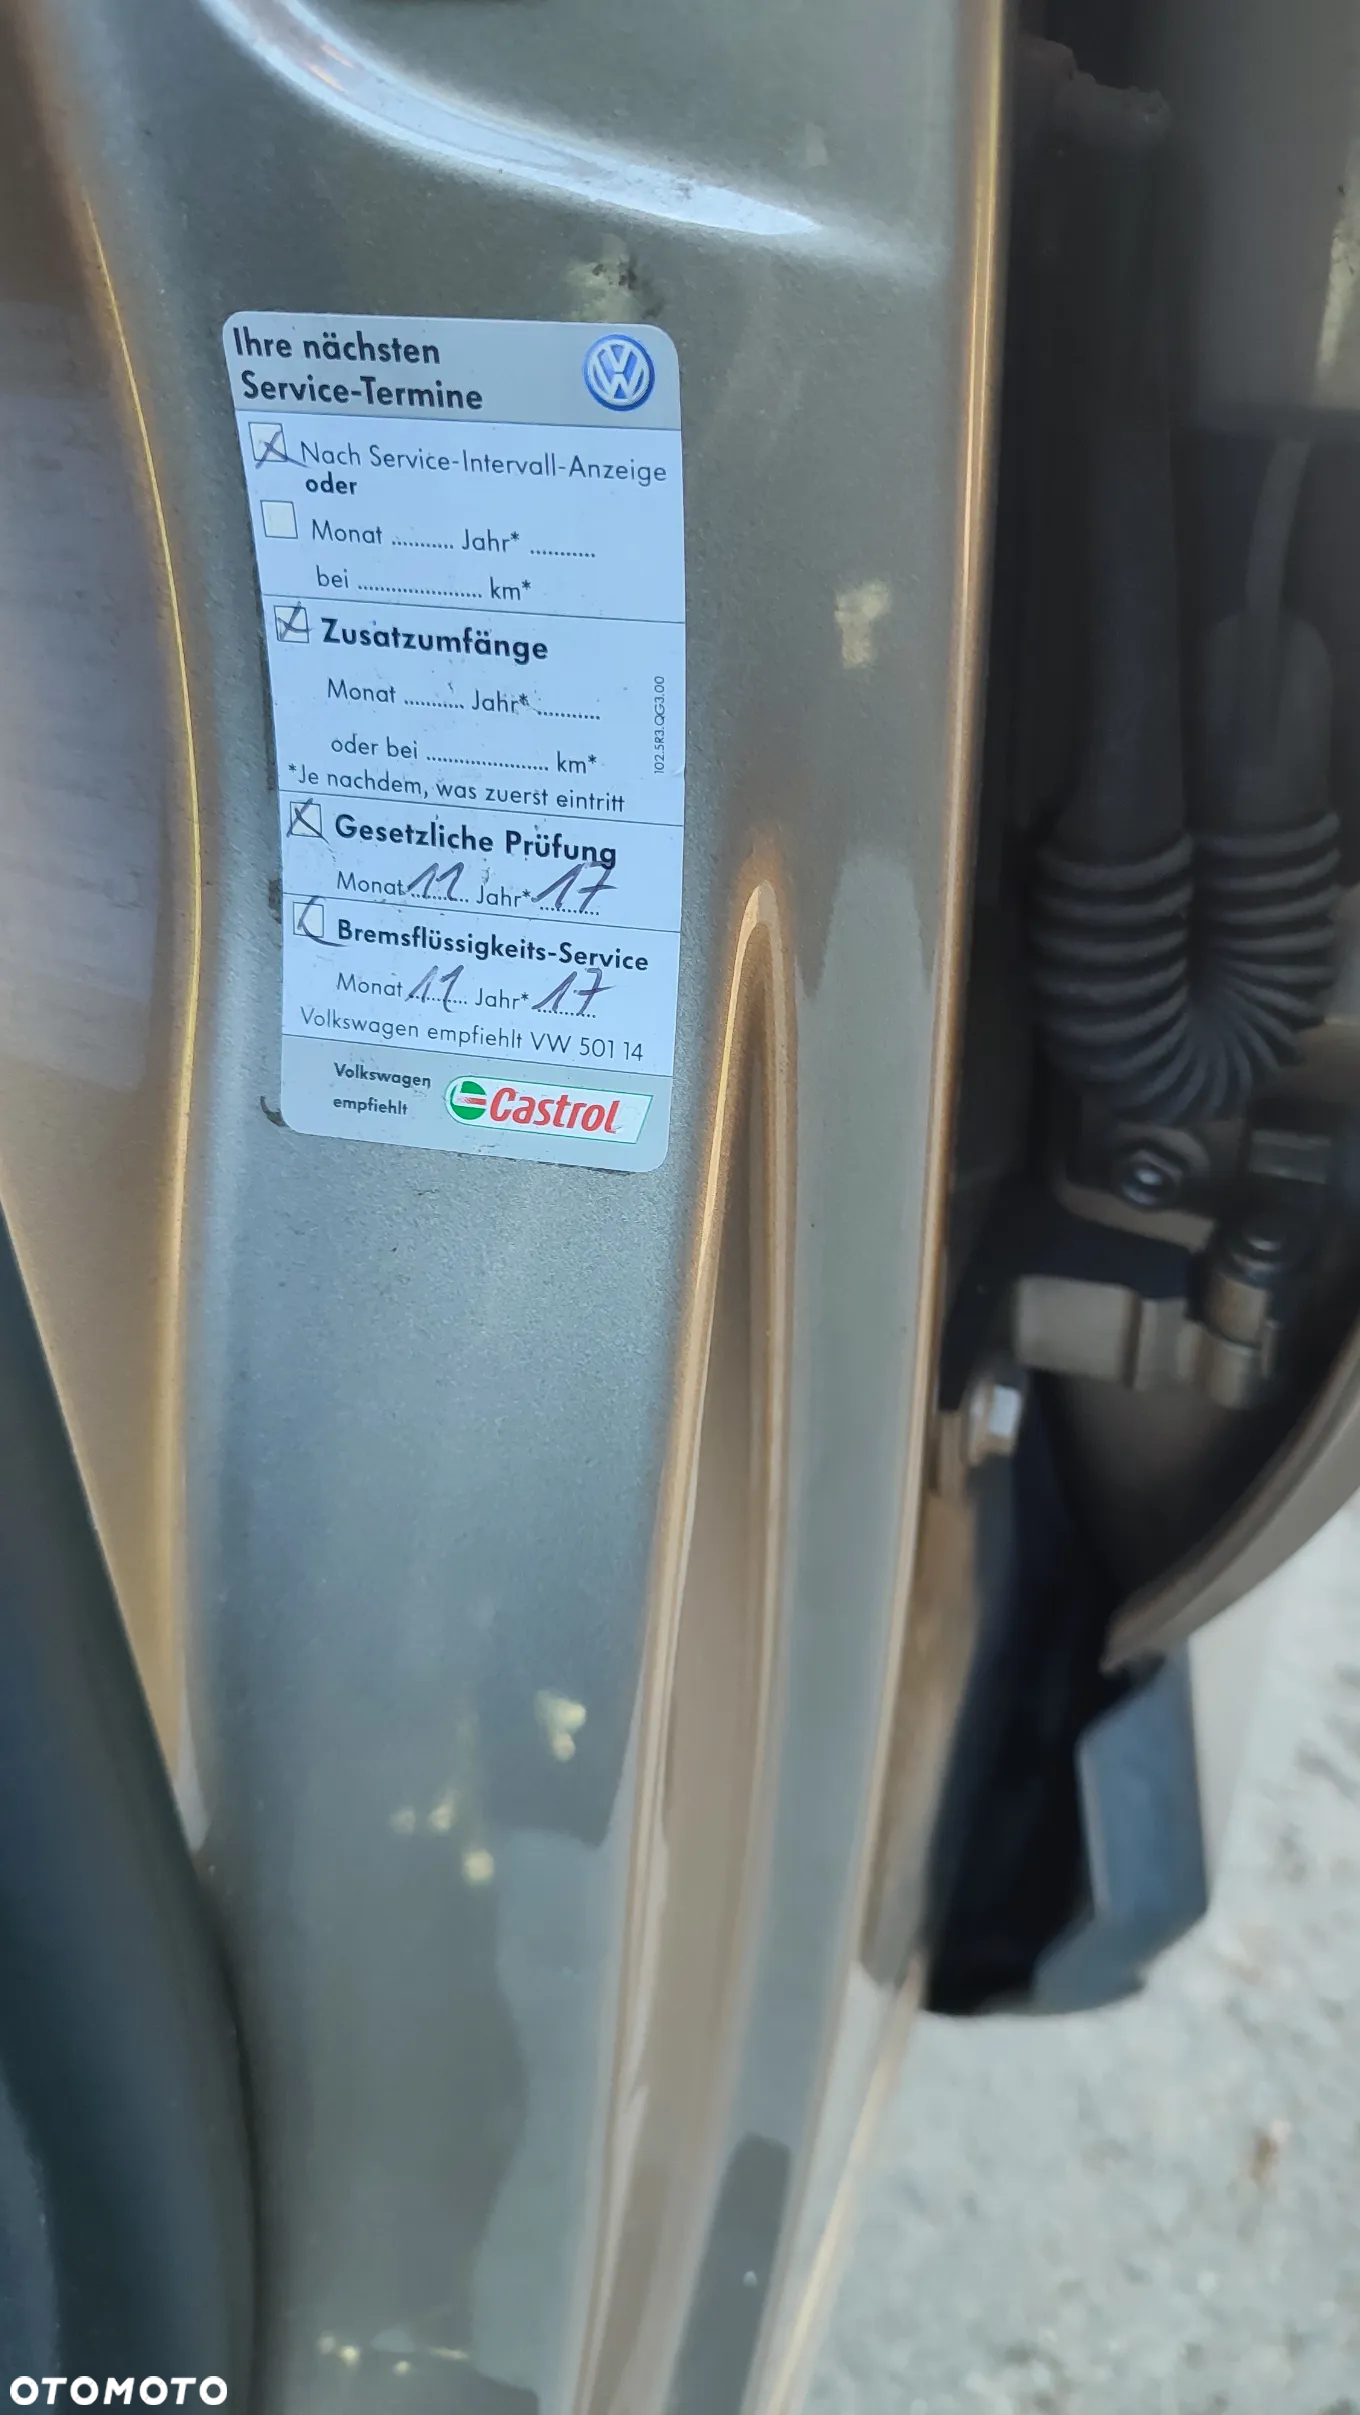 Ihre nächsten
Service-Termine
Nach Service-Intervall-Anzeige
oder
Monat ........... Jahr* ...........
bei ...................... km*
Zusatzumfänge
Monat ........... Jahr* ...........
oder bei ...................... km*
*Je nachdem, was zuerst eintritt
102.5R3.QG3.00
Gesetzliche Prüfung
Monat 11 Jahr* 17
Bremsflüssigkeits-Service
Monat 11 Jahr* 17
Volkswagen empfiehlt VW 501 14
Volkswagen
empfiehlt
Castrol
OTOMOTO